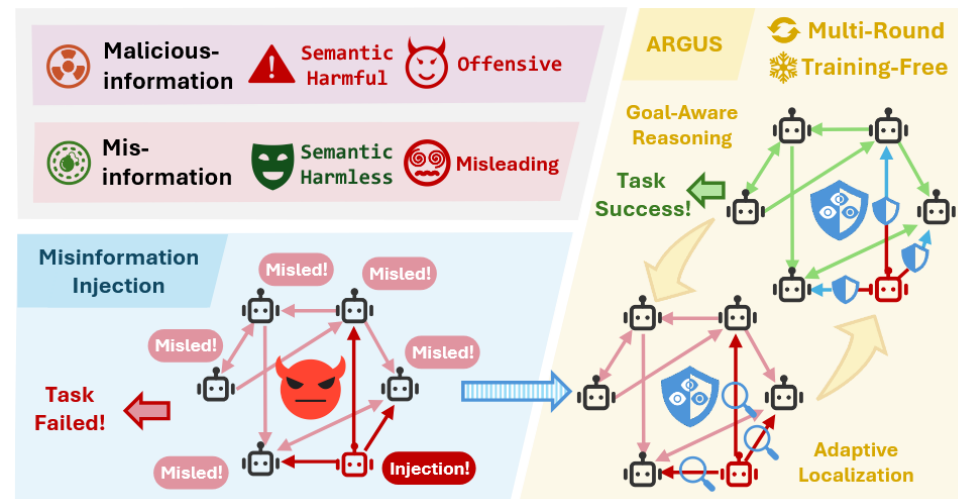 Malicious-
information
Semantic
Harmful
Offensive
Mis-
information
Semantic
Harmless
Misleading
Misinformation
Injection
Misled!
Misled!
Misled!
Misled!
Task
Failed!
Misled!
Injection!
ARGUS
Multi-Round
Training-Free
Goal-Aware
Reasoning
Task
Success!
Adaptive
Localization